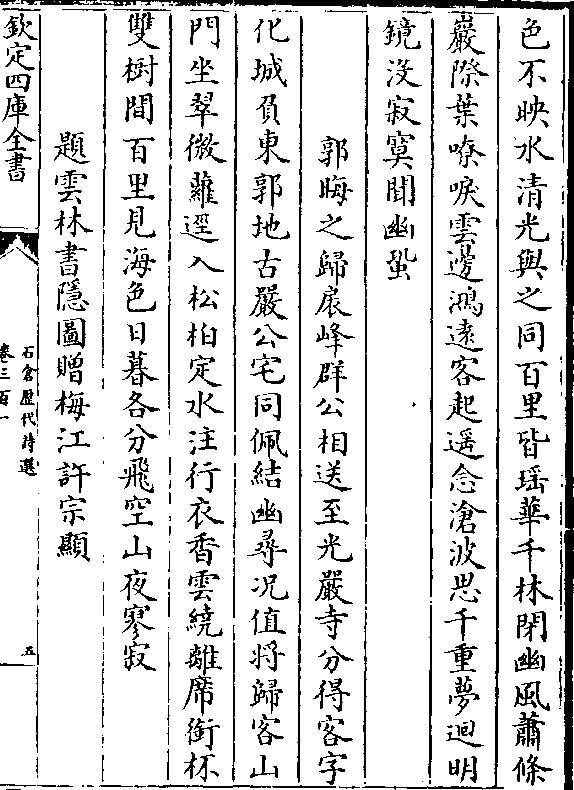 色不映水清光與之同百里皆瑶華千林閉幽風蕭條
巖際葉嘹唳雲邊鴻遠客起遥念滄波思千重夢迴明
鏡没寂寞聞幽蛩
郭晦之歸扆峰群公相送至光嚴寺分得客字
化城負東郭地古嚴公宅同佩結幽尋况值將歸客山
門坐翠微蘿逕入松柏定水注行衣香雲繞離席銜杯
雙樹間百里見海色日暮各分飛空山夜寥寂
題雲林書隱圖贈梅江許宗顯
欽定四庫全書
石倉歴代詩選
卷三百一
五